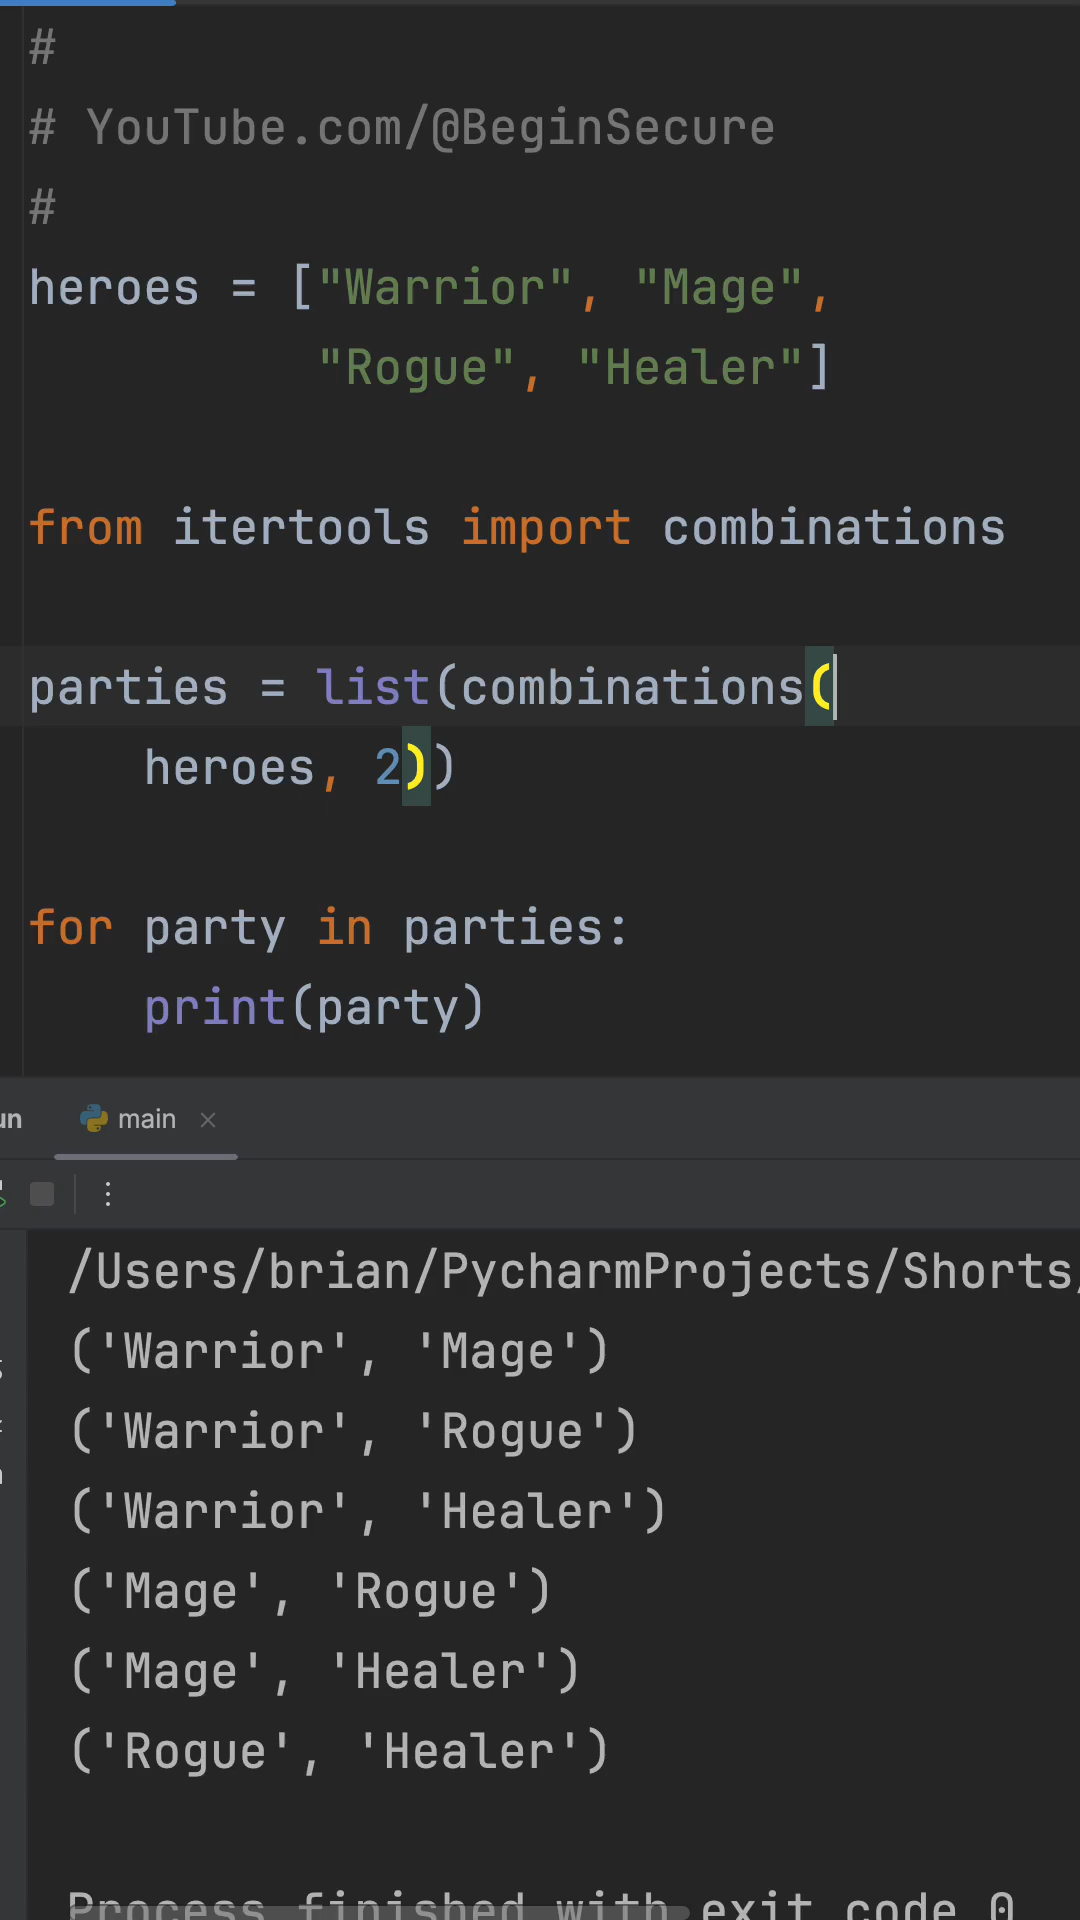 #
# YouTube.com/@BeginSecure
#
heroes = ["Warrior", "Mage",
"Rogue", "Healer"]
from itertools import combinations
parties = list(combinations(
heroes, 2))
for party in parties:
print(party)
main
/Users/brian/PycharmProjects/Shorts
('Warrior', 'Mage')
('Warrior', 'Rogue')
('Warrior', 'Healer')
('Mage', 'Rogue')
('Mage', 'Healer')
('Rogue', 'Healer')
Process finished with exit code 0